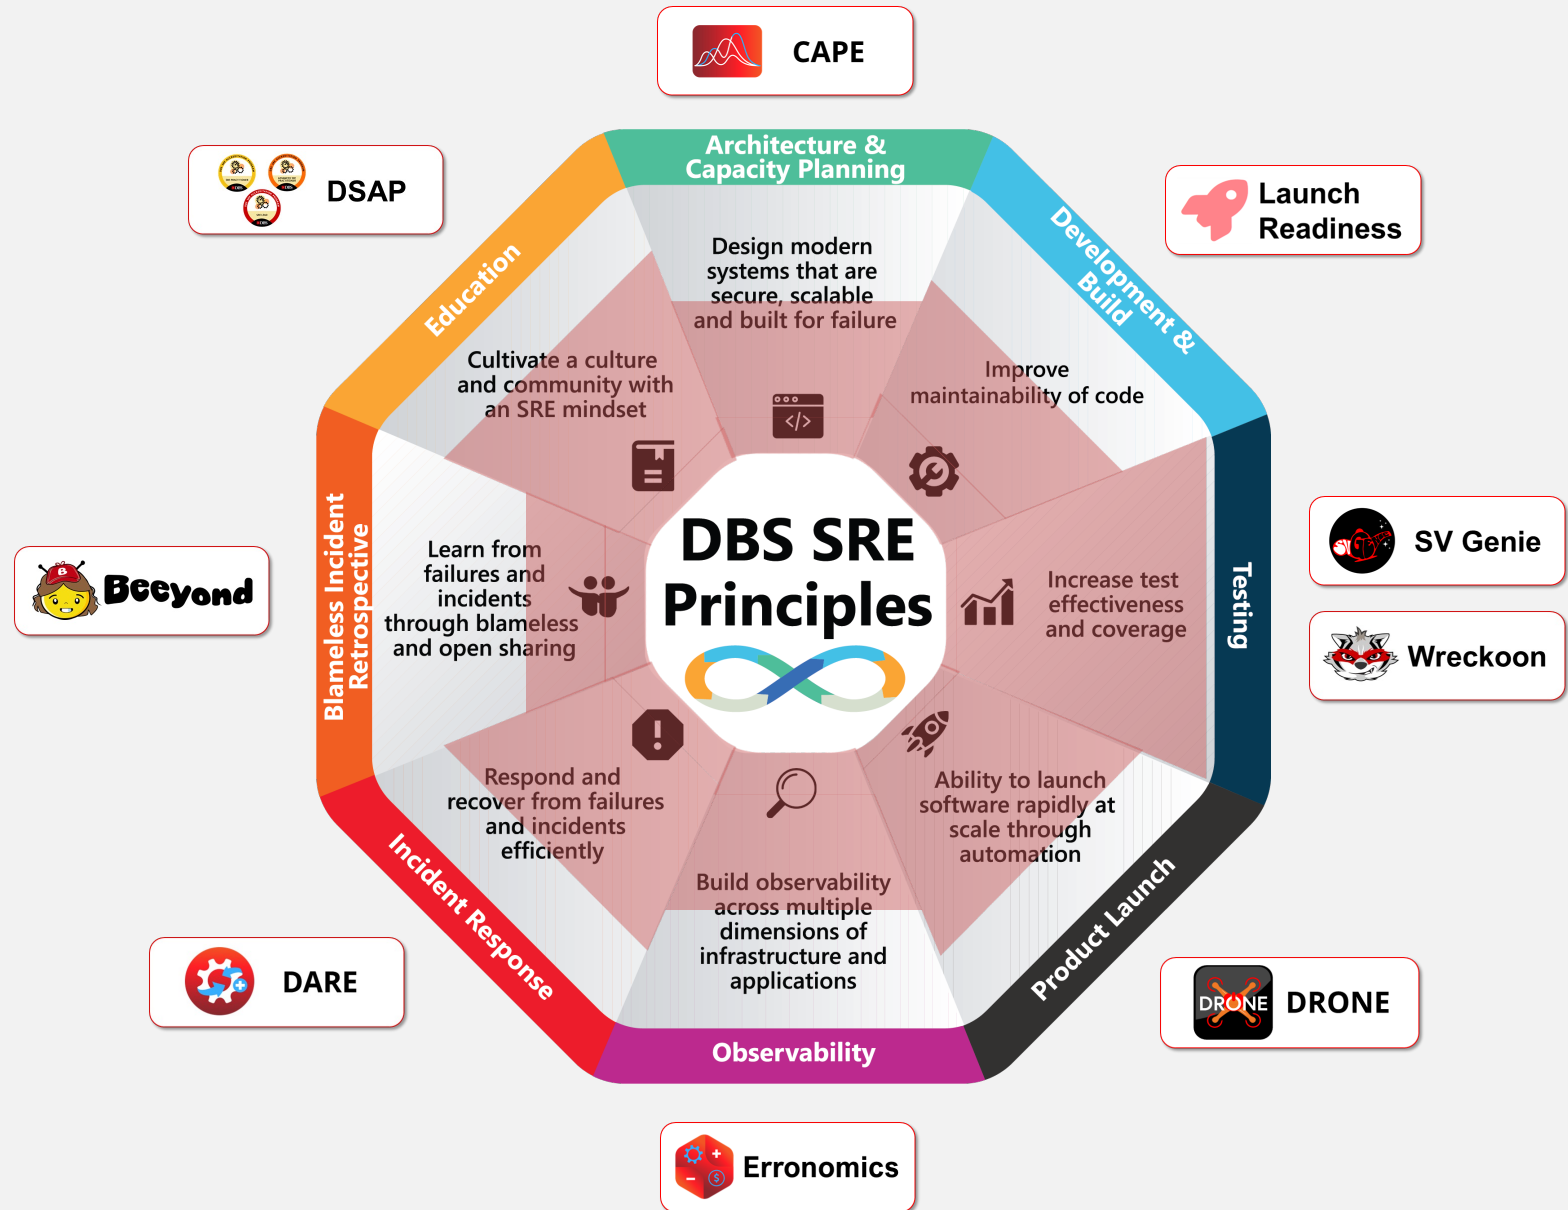 CAPE
Architecture &
Capacity Planning
DSAP
Launch
Readiness
Education
Development &
Build
Design modern
systems that are
secure, scalable
and built for failure
Cultivate a culture
and community with
an SRE mindset
Improve
maintainability of code
</>
DBS SRE
Principles
Blameless Incident
Retrospective
Learn from
failures and
incidents
through blameless
and open sharing
B
Beeyond
Increase test
effectiveness
and coverage
Testing
SV Genie
Wreckoon
Respond and
recover from failures
and incidents
efficiently
Ability to launch
software rapidly at
scale through
automation
Build observability
across multiple
dimensions of
infrastructure and
applications
Incident Response
Product Launch
DARE
DRONE
DRONE
Observability
Erronomics